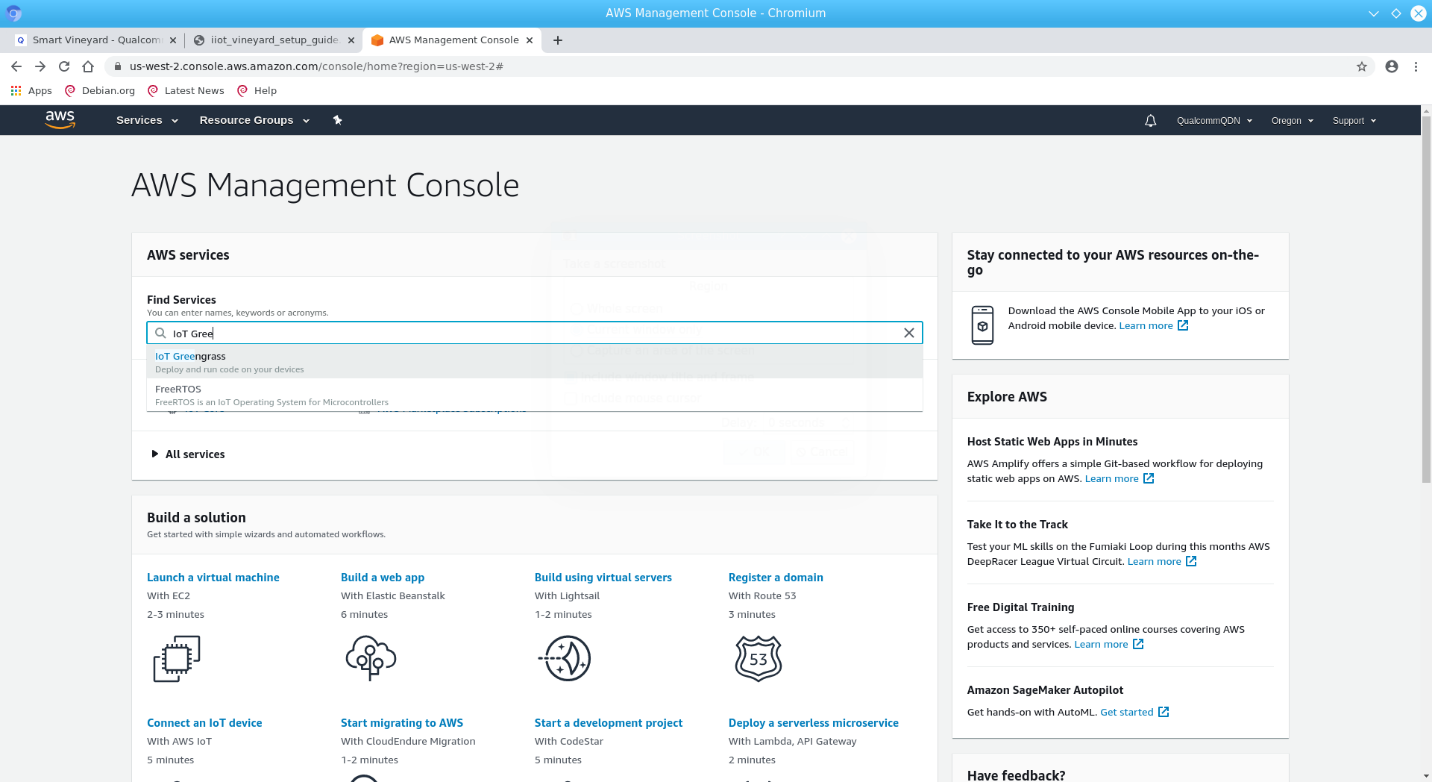 AWS Management Console - Chromium
Smart Vineyard - Qualcom
iiot_vineyard_setup_guide
AWS Management Console
us-west-2.console.aws.amazon.com/console/home?region=us-west-2#
Apps Debian.org Latest News Help
aws Services Resource Groups QualcommQDN Oregon Support
AWS Management Console
AWS services
Find Services
You can enter names, keywords or acronyms.
IoT Gree
IoT Greengrass
Deploy and run code on your devices
FreeRTOS
FreeRTOS is an IoT Operating System for Microcontrollers
All services
Build a solution
Get started with simple wizards and automated workflows.
Launch a virtual machine
With EC2
2-3 minutes
Build a web app
With Elastic Beanstalk
6 minutes
Build using virtual servers
With Lightsail
1-2 minutes
Register a domain
With Route 53
3 minutes
53
Connect an IoT device
With AWS IoT
5 minutes
Start migrating to AWS
With CloudEndure Migration
1-2 minutes
Start a development project
With CodeStar
5 minutes
Deploy a serverless microservice
With Lambda, API Gateway
2 minutes
Stay connected to your AWS resources on-the-
go
Download the AWS Console Mobile App to your iOS or
Android mobile device. Learn more
Explore AWS
Host Static Web Apps in Minutes
AWS Amplify offers a simple Git-based workflow for deploying
static web apps on AWS. Learn more
Take It to the Track
Test your ML skills on the Fumiaki Loop during this months AWS
DeepRacer League Virtual Circuit. Learn more
Free Digital Training
Get access to 350+ self-paced online courses covering AWS
products and services. Learn more
Amazon SageMaker Autopilot
Get hands-on with AutoML. Get started
Have feedback?